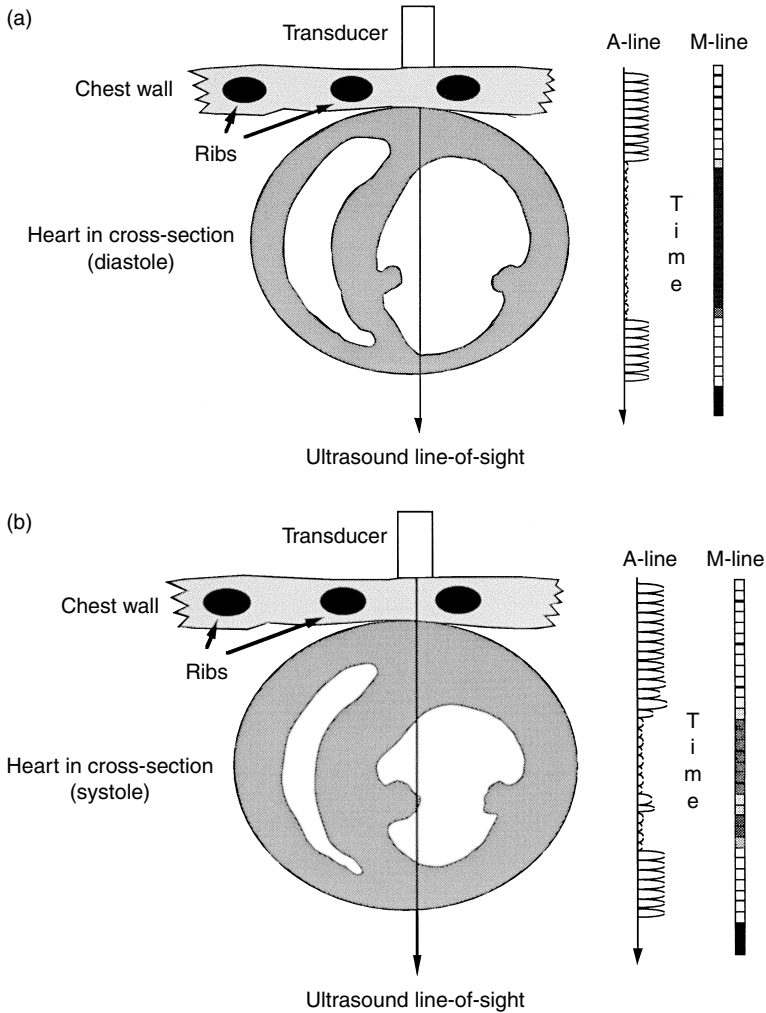 (a)
Transducer
A-line M-line
Chest wall
Ribs
Heart in cross-section
(diastole)
T
i
m
e
Ultrasound line-of-sight
(b)
Transducer
A-line M-line
Chest wall
Ribs
Heart in cross-section
(systole)
T
i
m
e
Ultrasound line-of-sight